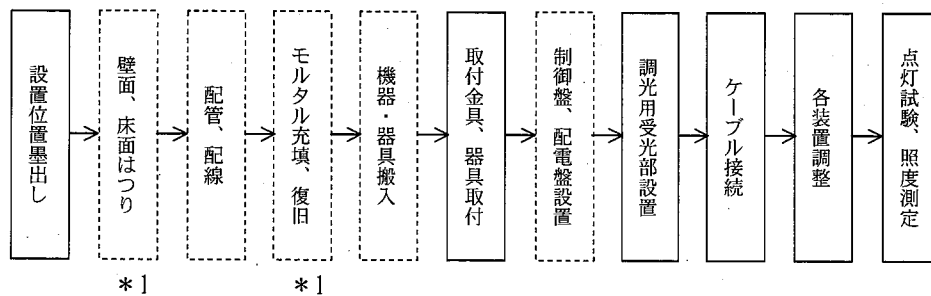 設置位置墨出し
壁面、床面はつり
配管、配線
モルタル充填、復旧
機器・器具搬入
取付金具、器具取付
制御盤、配電盤設置
調光用受光部設置
ケーブル接続
各装置調整
点灯試験、照度測定
*1
*1